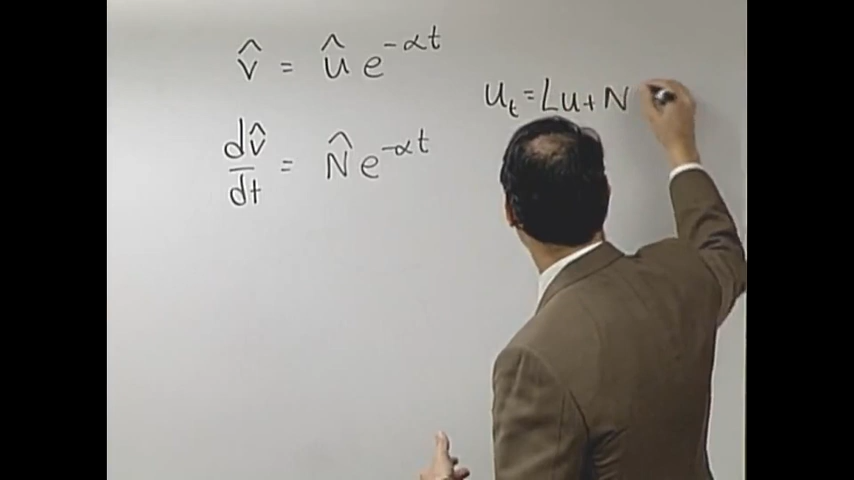 v̂ = û e^{-αt}
u_t = Lu + N
dv̂/dt = N̂ e^{-αt}